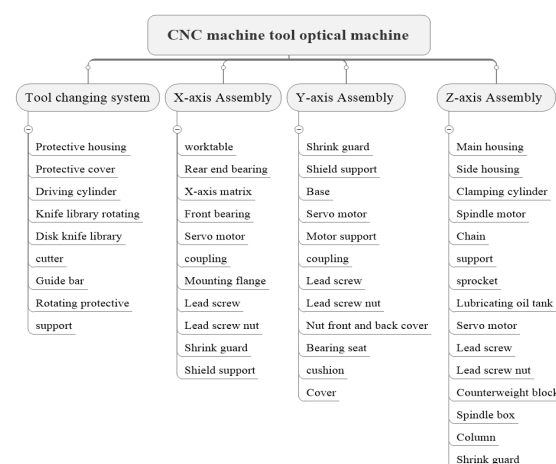 CNC machine tool optical machine
Tool changing system
Protective housing
Protective cover
Driving cylinder
Knife library rotating
Disk knife library
cutter
Guide bar
Rotating protective
support
X-axis Assembly
worktable
Rear end bearing
X-axis matrix
Front bearing
Servo motor
coupling
Mounting flange
Lead screw
Lead screw nut
Shrink guard
Shield support
Y-axis Assembly
Shrink guard
Shield support
Base
Servo motor
Motor support
coupling
Lead screw
Lead screw nut
Nut front and back cover
Bearing seat
cushion
Cover
Z-axis Assembly
Main housing
Side housing
Clamping cylinder
Spindle motor
Chain
support
sprocket
Lubricating oil tank
Servo motor
Lead screw
Lead screw nut
Counterweight block
Spindle box
Column
Shrink guard